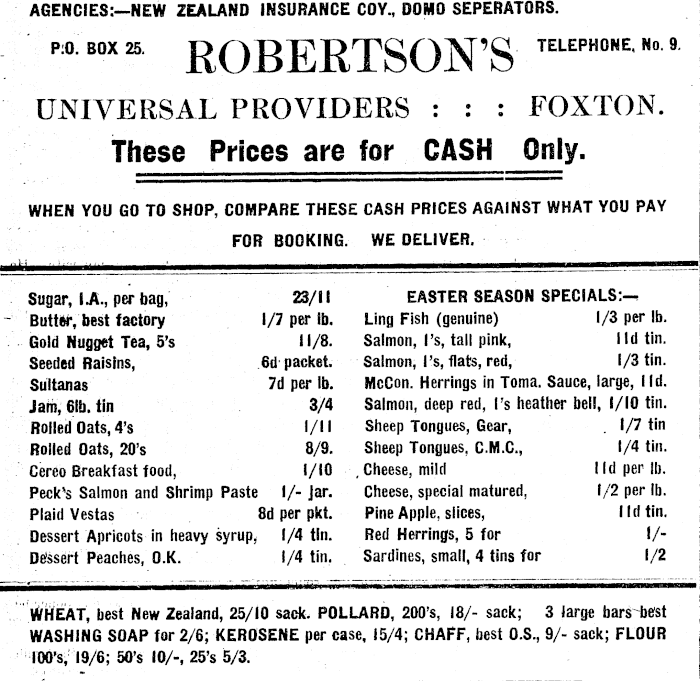 AGENCIES:—NEW ZEALAND INSURANCE COY., DOMO SEPERATORS.
P.O. BOX 25.
ROBERTSON'S
TELEPHONE, No. 9.
UNIVERSAL PROVIDERS : : : FOXTON.
These Prices are for CASH Only.
WHEN YOU GO TO SHOP, COMPARE THESE CASH PRICES AGAINST WHAT YOU PAY
FOR BOOKING. WE DELIVER.
Sugar, I.A., per bag, 23/11
Butter, best factory 1/7 per lb.
Gold Nugget Tea, 5's 11/8.
Seeded Raisins, 6d packet.
Sultanas 7d per lb.
Jam, 6lb. tin 3/4
Rolled Oats, 4's 1/11
Rolled Oats, 20's 8/9.
Cereo Breakfast food, 1/10
Peck's Salmon and Shrimp Paste 1/- jar.
Plaid Vestas 8d per pkt.
Dessert Apricots in heavy syrup, 1/4 tin.
Dessert Peaches, O.K. 1/4 tin.
EASTER SEASON SPECIALS:—
Ling Fish (genuine) 1/3 per lb.
Salmon, 1's, tall pink, 11d tin.
Salmon, 1's, flats, red, 1/3 tin.
McCon. Herrings in Toma. Sauce, large, 11d.
Salmon, deep red, 1's heather bell, 1/10 tin.
Sheep Tongues, Gear, 1/7 tin
Sheep Tongues, C.M.C., 1/4 tin.
Cheese, mild 11d per lb.
Cheese, special matured, 1/2 per lb.
Pine Apple, slices, 11d tin.
Red Herrings, 5 for 1/-
Sardines, small, 4 tins for 1/2
WHEAT, best New Zealand, 25/10 sack. POLLARD, 200's, 18/- sack; 3 large bars best
WASHING SOAP for 2/6; KEROSENE per case, 15/4; CHAFF, best O.S., 9/- sack; FLOUR
100's, 19/6; 50's 10/-, 25's 5/3.